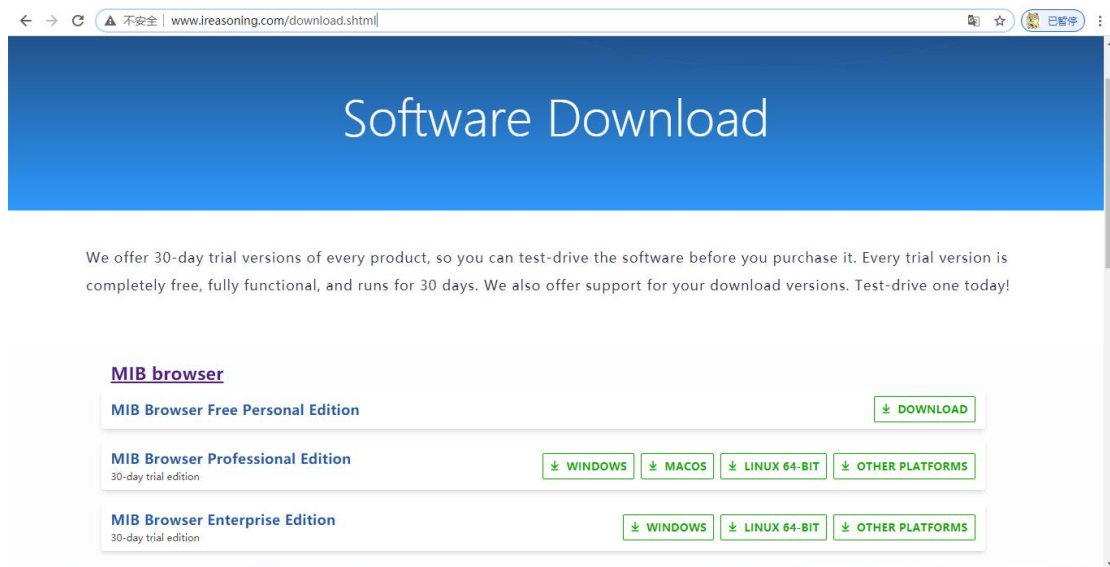 不安全 | www.ireasoning.com/download.shtml
已暂停
Software Download
We offer 30-day trial versions of every product, so you can test-drive the software before you purchase it. Every trial version is
completely free, fully functional, and runs for 30 days. We also offer support for your download versions. Test-drive one today!
MIB browser
MIB Browser Free Personal Edition
DOWNLOAD
MIB Browser Professional Edition
WINDOWS MACOS LINUX 64-BIT OTHER PLATFORMS
30-day trial edition
MIB Browser Enterprise Edition
WINDOWS LINUX 64-BIT OTHER PLATFORMS
30-day trial edition